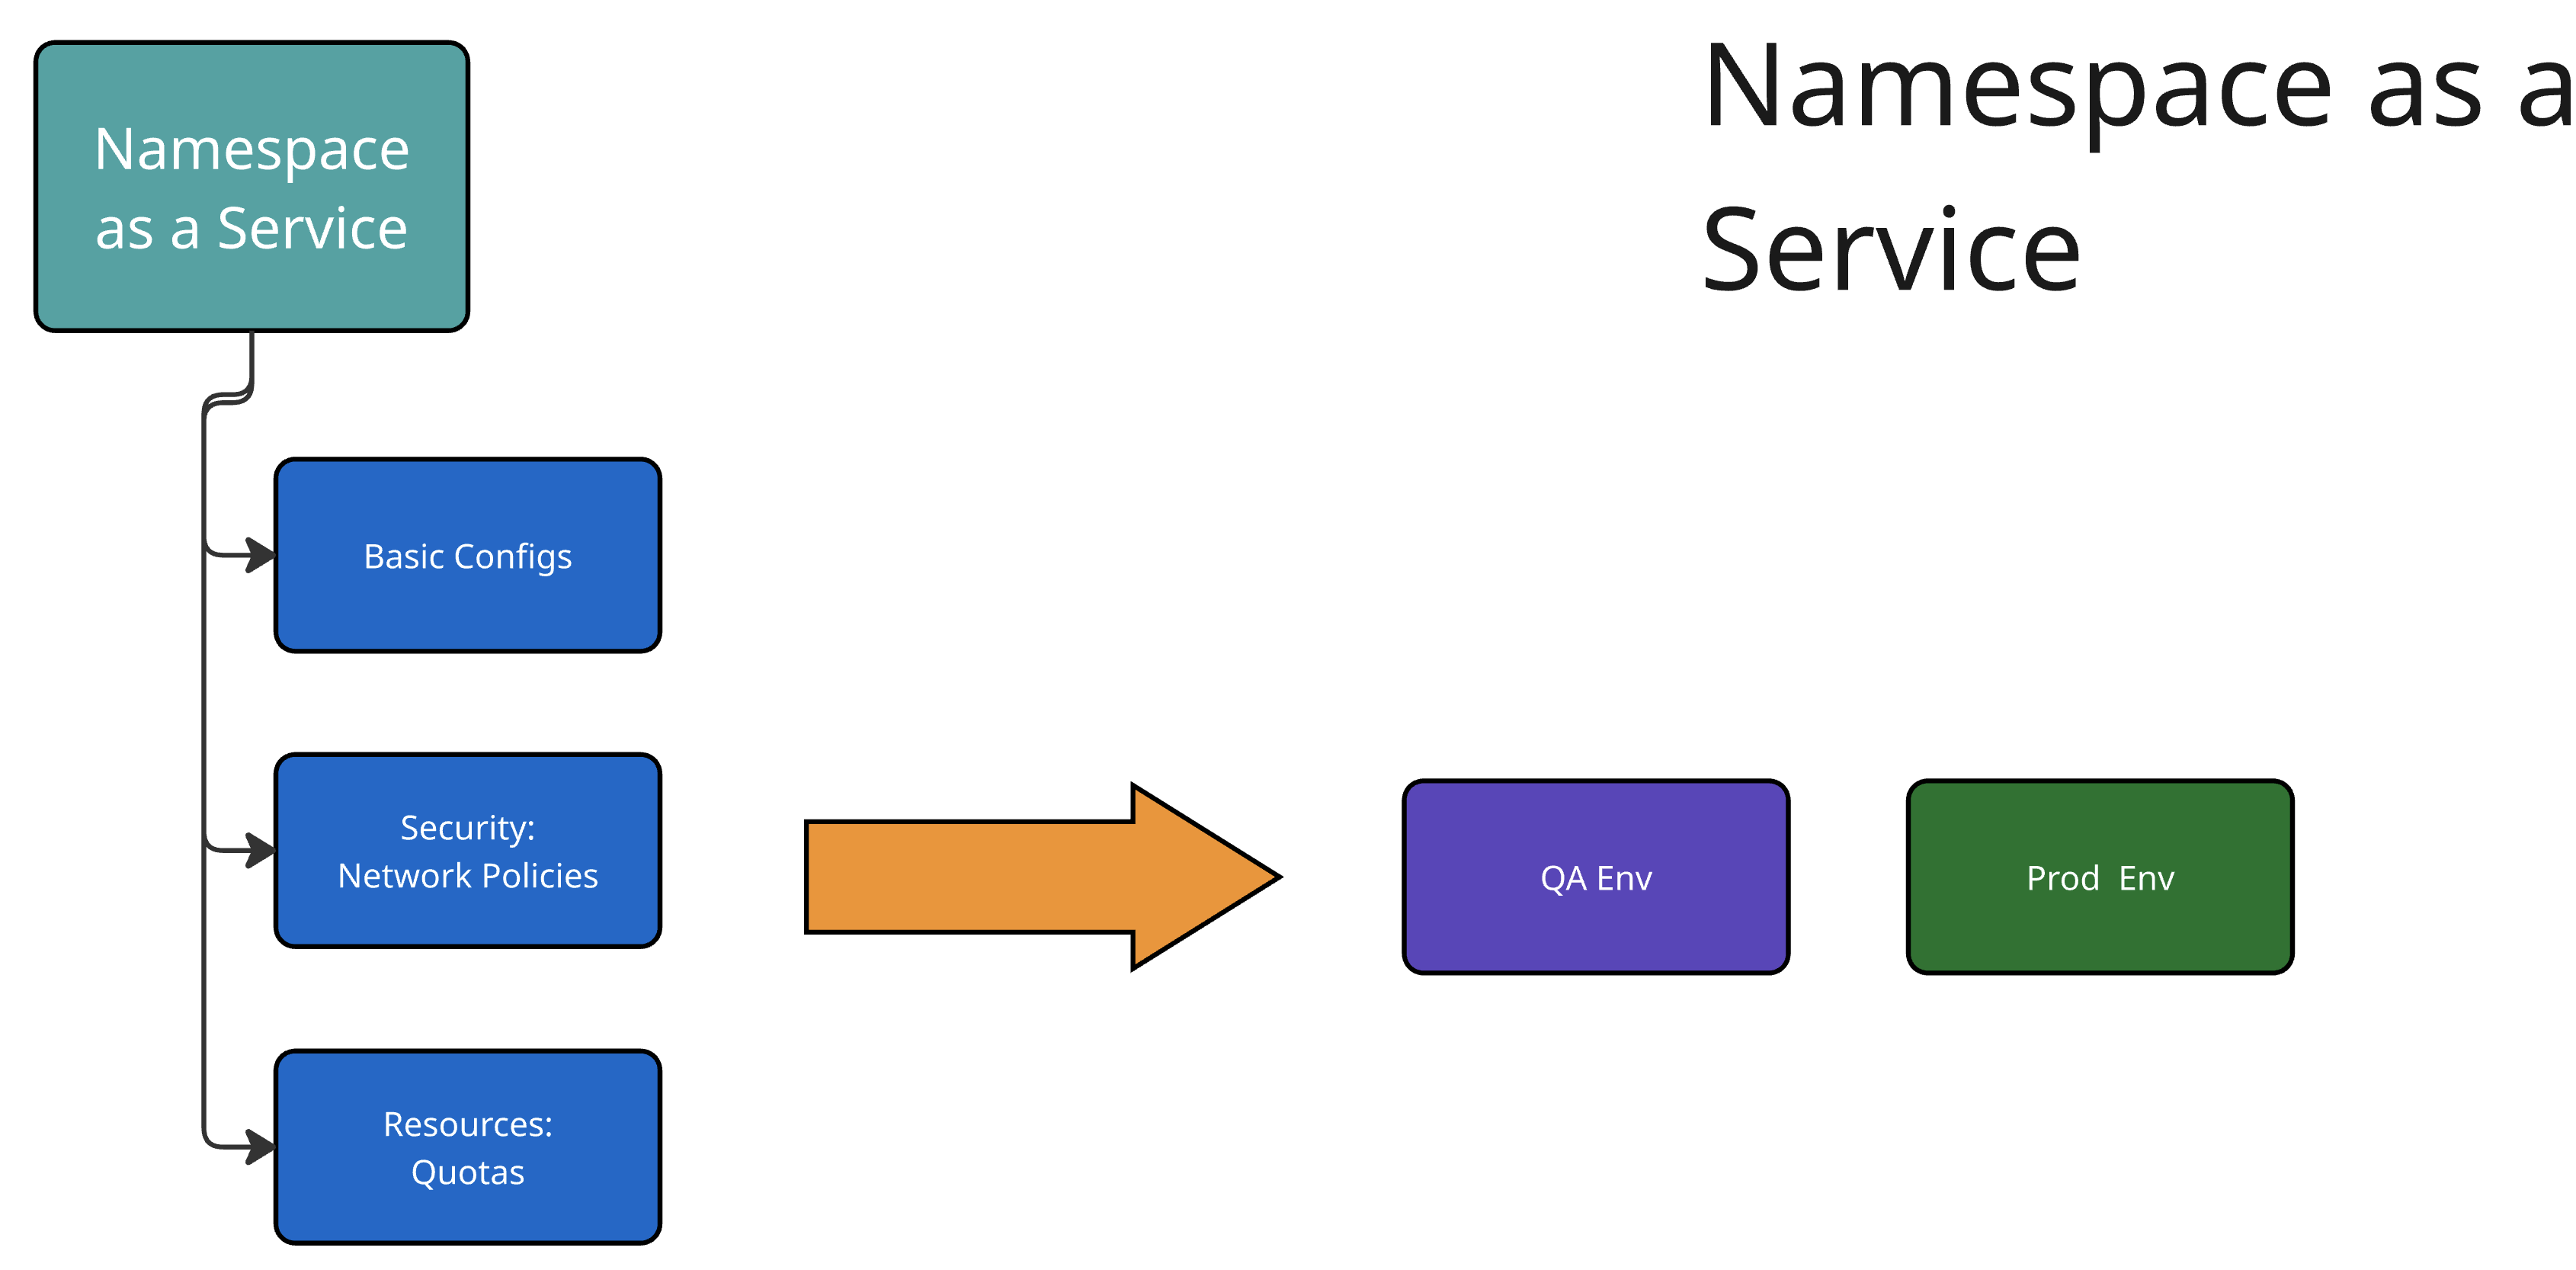 Namespace
as a Service
Namespace as a
Service
Basic Configs
Security:
Network Policies
Resources:
Quotas
QA Env
Prod  Env